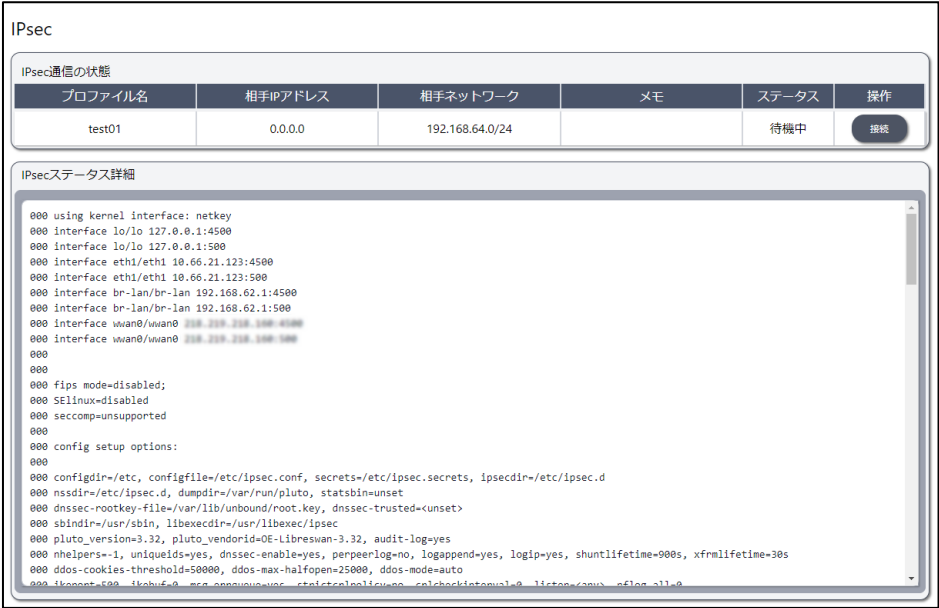 IPsec
IPsec通信の状態
プロファイル名 相手IPアドレス 相手ネットワーク メモ ステータス 操作
test01 0.0.0.0 192.168.64.0/24 待機中 接続
IPsecステータス詳細
000 using kernel interface: netkey
000 interface lo/lo 127.0.0.1:4500
000 interface lo/lo 127.0.0.1:500
000 interface eth1/eth1 10.66.21.123:4500
000 interface eth1/eth1 10.66.21.123:500
000 interface br-lan/br-lan 192.168.62.1:4500
000 interface br-lan/br-lan 192.168.62.1:500
000 interface wwan0/wwan0
000 interface wwan0/wwan0
000
000
000 fips mode=disabled;
000 SElinux=disabled
000 seccomp=unsupported
000
000 config setup options:
000
000 configdir=/etc, configfile=/etc/ipsec.conf, secrets=/etc/ipsec.secrets, ipsecdir=/etc/ipsec.d
000 nssdir=/etc/ipsec.d, dumpdir=/var/run/pluto, statsbin=unset
000 dnssec-rootkey-file=/var/lib/unbound/root.key, dnssec-trusted=<unset>
000 sbindir=/usr/sbin, libexecdir=/usr/libexec/ipsec
000 pluto_version=3.32, pluto_vendorid=OE-Libreswan-3.32, audit-log=yes
000 nhelpers=-1, uniqueids=yes, dnssec-enable=yes, perpeerlog=no, logappend=yes, logip=yes, shuntlifetime=900s, xfrmlifetime=30s
000 ddos-cookies-threshold=50000, ddos-max-halfopen=25000, ddos-mode=auto